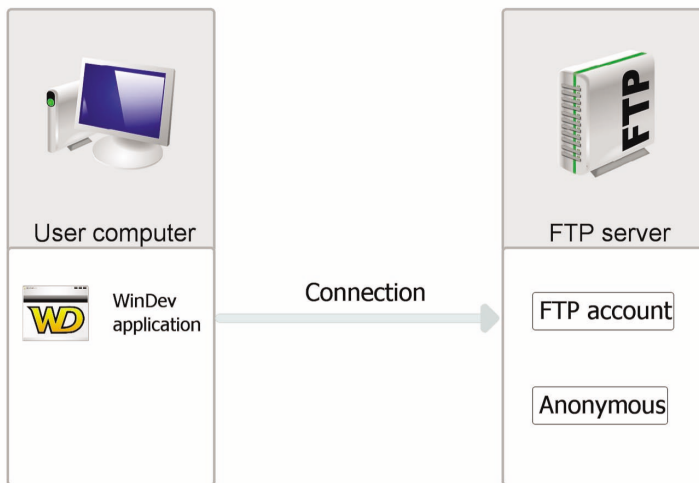 FTP
User computer
FTP server
WD
WinDev
application
Connection
FTP account
Anonymous